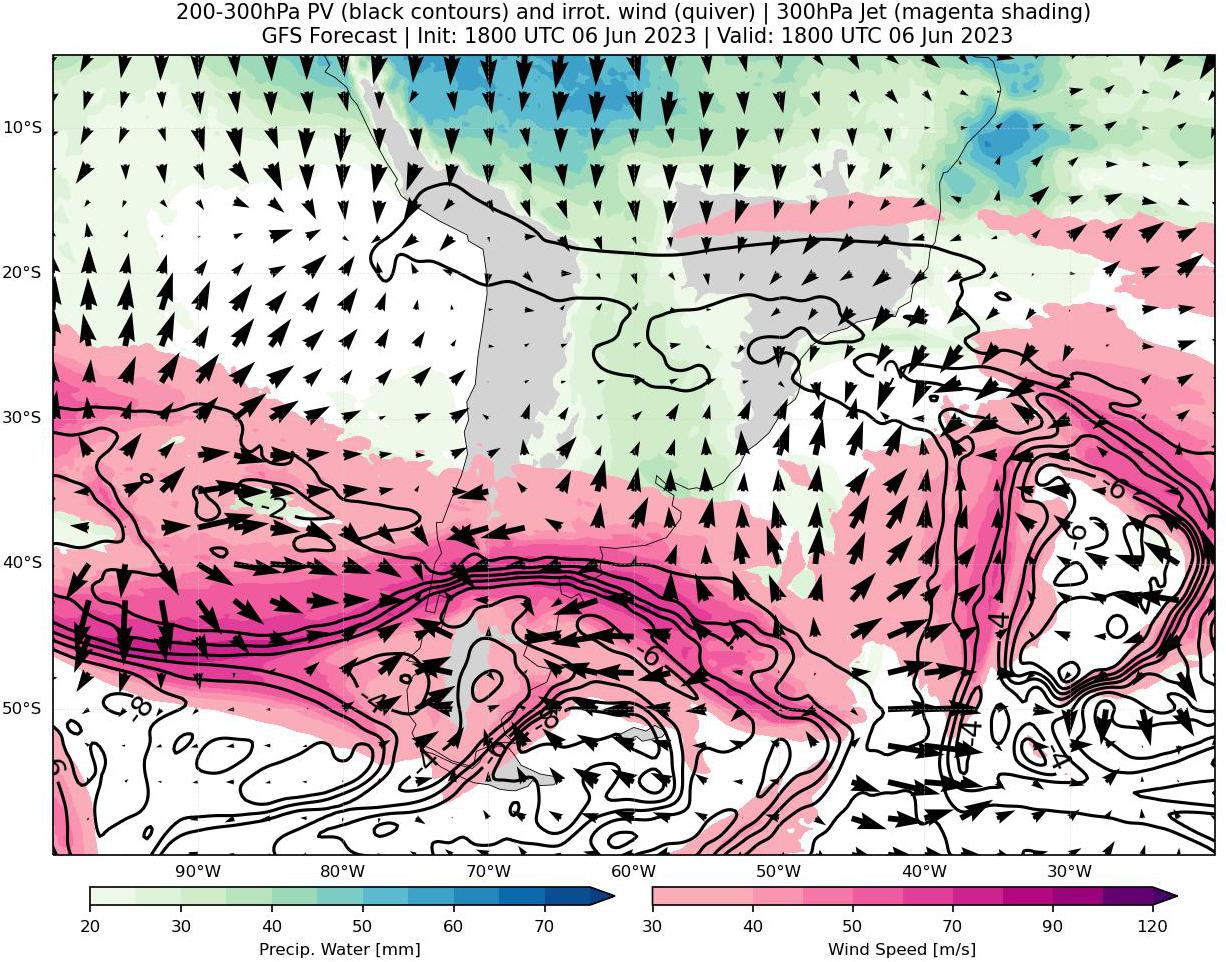 200-300hPa PV (black contours) and irrot. wind (quiver) | 300hPa Jet (magenta shading)
GFS Forecast | Init: 1800 UTC 06 Jun 2023 | Valid: 1800 UTC 06 Jun 2023
10°S
20°S
30°S
-2
-2
-6
-6
40°S
-4
-6
50°S
-8
-4
-8
-4
-4
-6
-4
90°W 80°W 70°W 60°W 50°W 40°W 30°W
20 30 40 50 60 70
Precip. Water [mm]
30 40 50 70 90 120
Wind Speed [m/s]